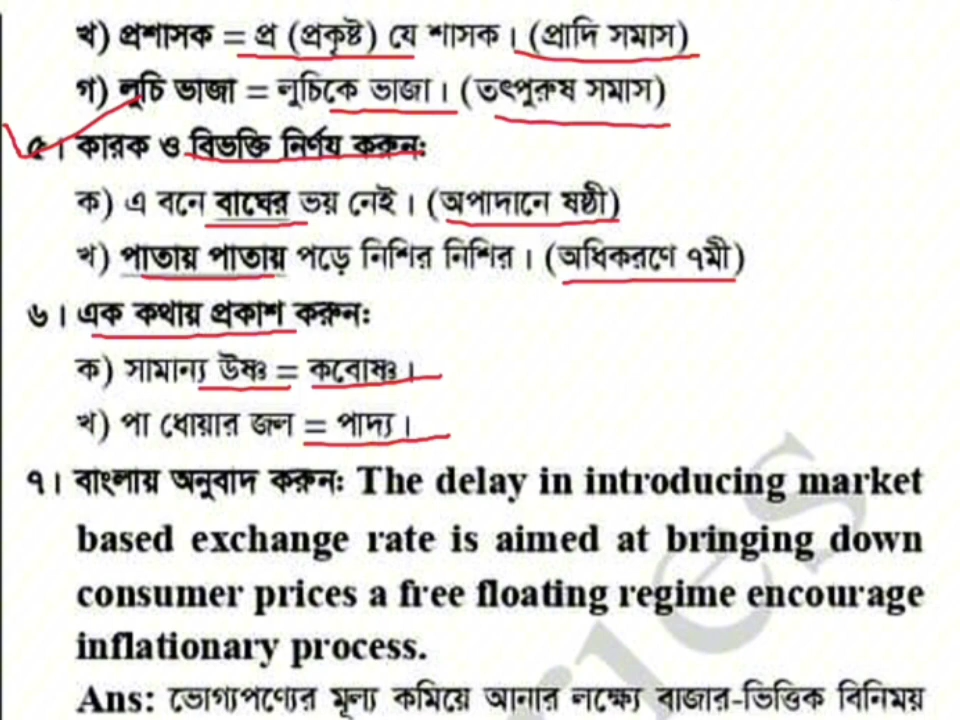 খ) প্রশাসক = প্র (প্রকৃষ্ট) যে শাসক। (প্রাদি সমাস)
গ) লুচি ভাজা = লুচিকে ভাজা। (তৎপুরুষ সমাস)
৫। কারক ও বিভক্তি নির্ণয় করুন:
ক) এ বনে বাঘের ভয় নেই। (অপাদানে ষষ্ঠী)
খ) পাতায় পাতায় পড়ে নিশির নিশির। (অধিকরণে ৭মী)
৬। এক কথায় প্রকাশ করুন:
ক) সামান্য উষ্ণ = কবোষ্ণ।
খ) পা ধোয়ার জল = পাদ্য।
৭। বাংলায় অনুবাদ করুন: The delay in introducing market
based exchange rate is aimed at bringing down
consumer prices a free floating regime encourage
inflationary process.
Ans: ভোগ্যপণ্যের মূল্য কমিয়ে আনার লক্ষ্যে বাজার-ভিত্তিক বিনিময়